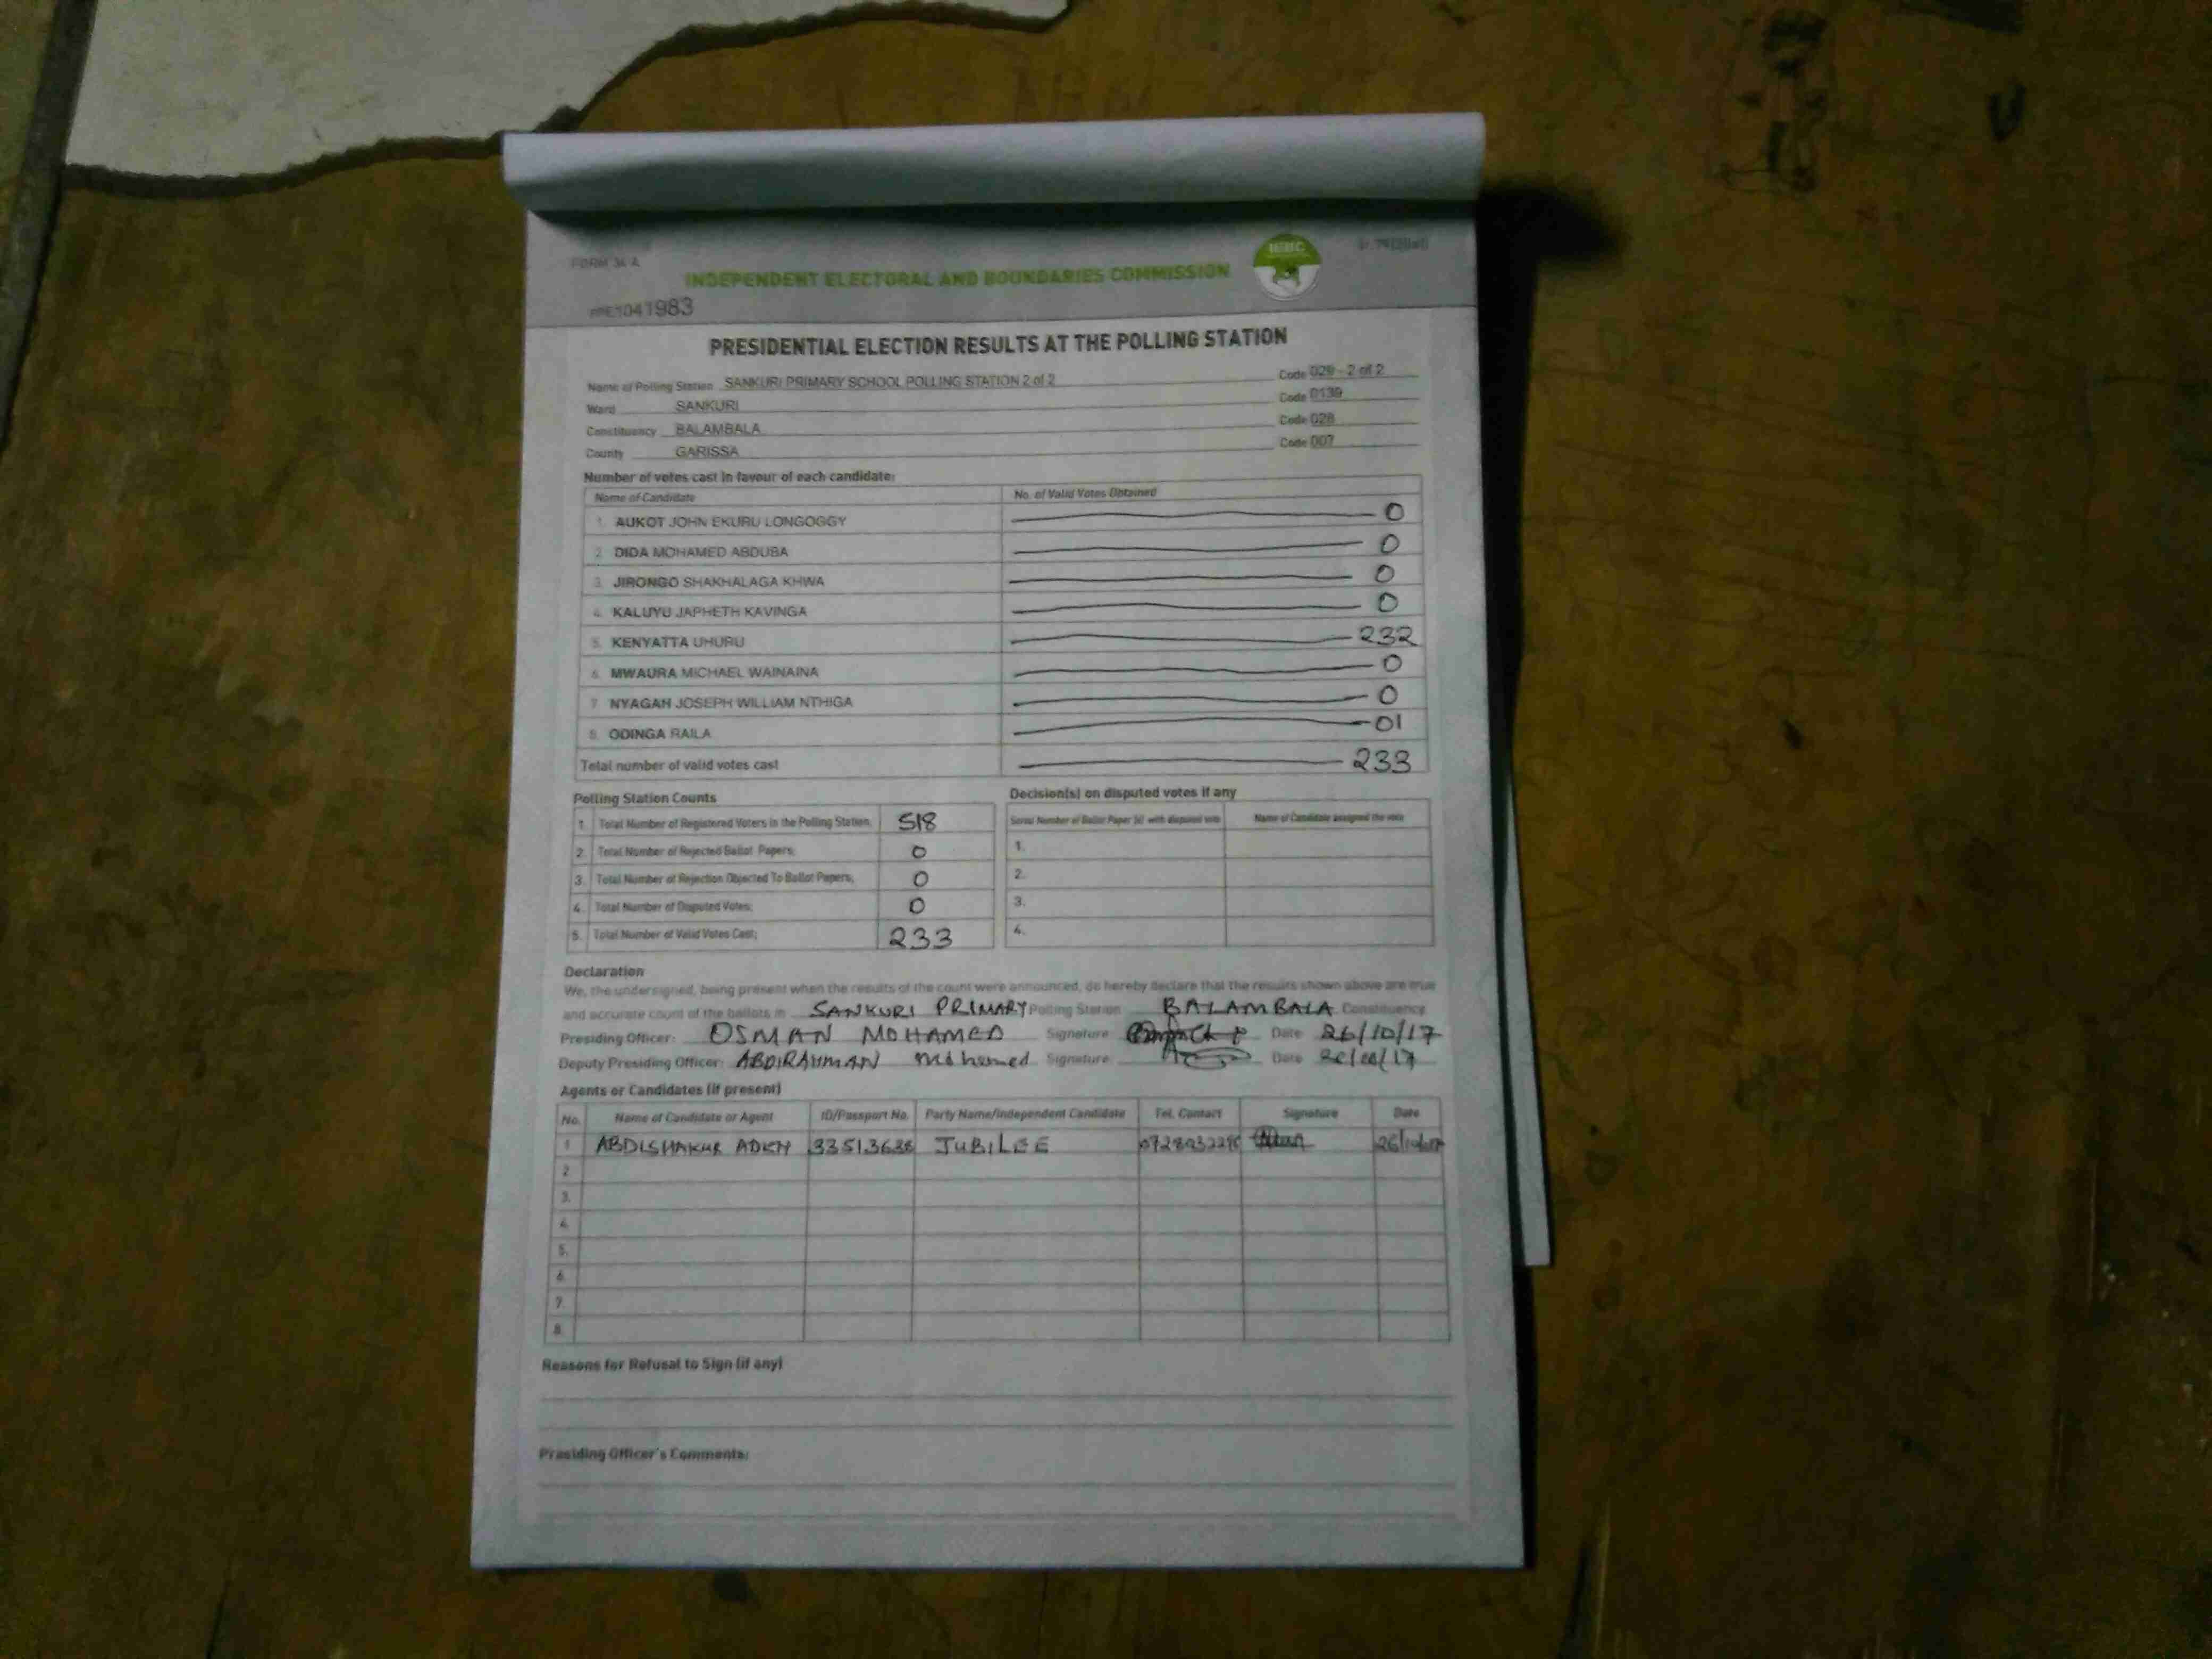 FORM 34 A
INDEPENDENT ELECTORAL AND BOUNDARIES COMMISSION
IEBC
1041983
PRESIDENTIAL ELECTION RESULTS AT THE POLLING STATION
Name of Polling Station SANKURI PRIMARY SCHOOL POLLING STATION 2 of 2 Code 029 - 2 of 2
Ward SANKURI Code 0139
Constituency BALAMBALA Code 028
County GARISSA Code 007
Number of votes cast in favour of each candidate:
Name of Candidate No. of Valid Votes Obtained
1. AUKOT JOHN EKURU LONGOGGY 0
2. DIDA MOHAMED ABDUBA 0
3. JIRONGO SHAKHALAGA KHWA 0
4. KALUYU JAPHETH KAVINGA 0
5. KENYATTA UHURU 232
6. MWAURA MICHAEL WAINAINA 0
7. NYAGAH JOSEPH WILLIAM NTHIGA 0
8. ODINGA RAILA 01
Total number of valid votes cast 233
Polling Station Counts
1. Total Number of Registered Voters in the Polling Station; 518
2. Total Number of Rejected Ballot Papers; 0
3. Total Number of Rejection Objected To Ballot Papers; 0
4. Total Number of Disputed Votes; 0
5. Total Number of Valid Votes Cast; 233
Decision(s) on disputed votes if any
Serial Number of Ballot Paper (s) with disputed vote Name of Candidate assigned the vote
1.
2.
3.
4.
Declaration
We, the undersigned, being present when the results of the count were announced, do hereby declare that the results shown above are true
and accurate count of the ballots in SANKURI PRIMARY Polling Station BALAMBALA Constituency
Presiding Officer: OSMAN MOHAMED Signature Date 26/10/17
Deputy Presiding Officer: ABDIRAHMAN Mohamed Signature Date
Agents or Candidates (if present)
No. Name of Candidate or Agent ID/Passport No. Party Name/Independent Candidate Tel. Contact Signature Date
1 ABDISHAKUR ADEN JUBILEE
2.
3.
4.
5.
6.
7.
8.
Reasons for Refusal to Sign (if any)
Presiding Officer's Comments: